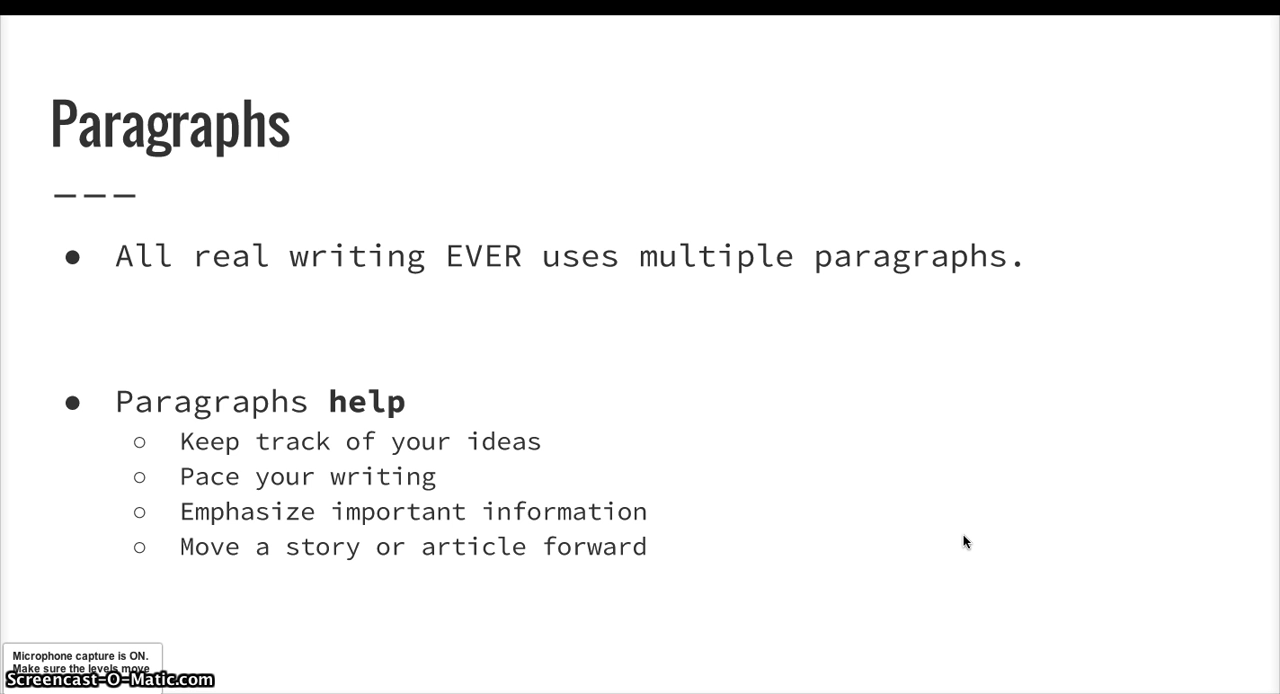 Paragraphs
● All real writing EVER uses multiple paragraphs.
● Paragraphs help
○ Keep track of your ideas
○ Pace your writing
○ Emphasize important information
○ Move a story or article forward
Microphone capture is ON.
Make sure the levels move
Screencast-O-Matic.com